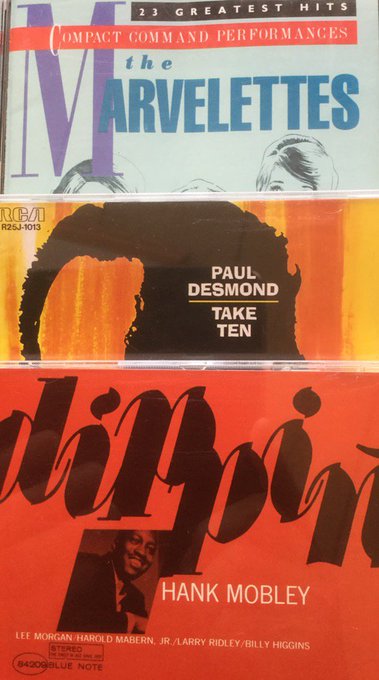 23 GREATEST HITS
COMPACT COMMAND PERFORMANCES
the
MARVELETTES
RCA
R25J-1013
PAUL
DESMOND
TAKE
TEN
dippin'
HANK MOBLEY
LEE MORGAN/HAROLD MABERN, JR./LARRY RIDLEY/BILLY HIGGINS
STEREO
84209 BLUE NOTE